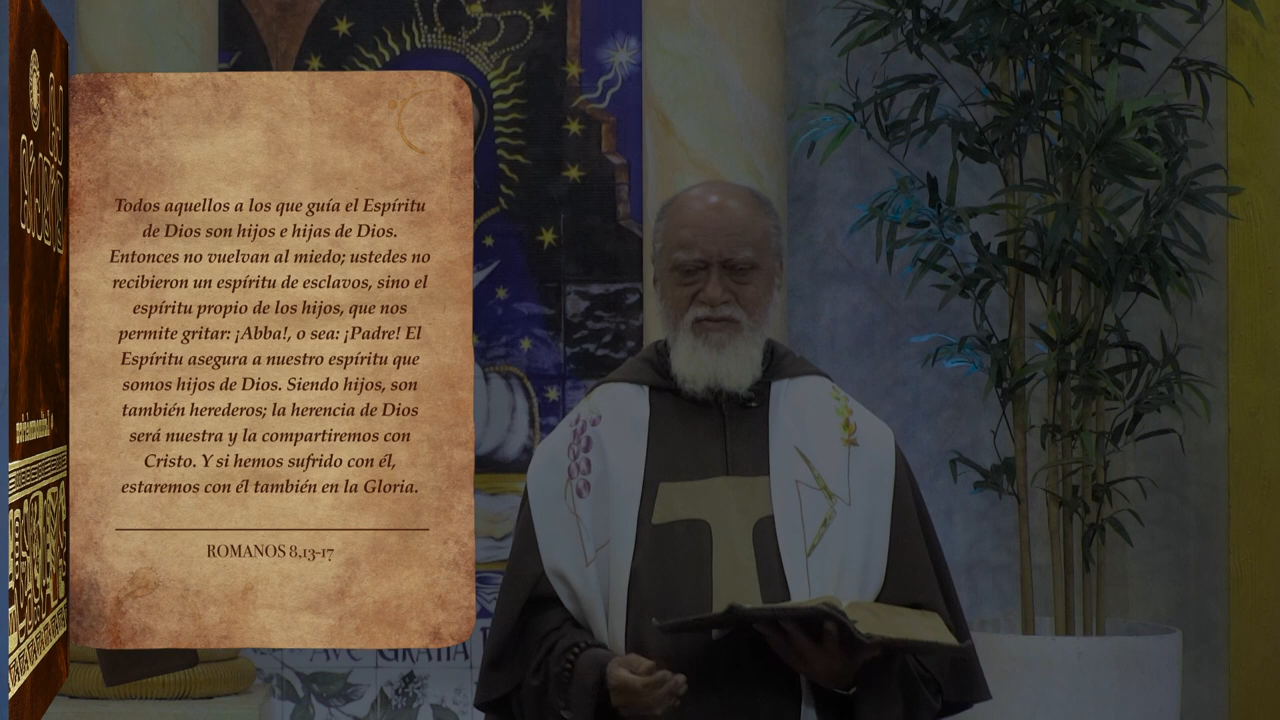 Todos aquellos a los que guía el Espíritu
de Dios son hijos e hijas de Dios.
Entonces no vuelvan al miedo; ustedes no
recibieron un espíritu de esclavos, sino el
espíritu propio de los hijos, que nos
permite gritar: ¡Abba!, o sea: ¡Padre! El
Espíritu asegura a nuestro espíritu que
somos hijos de Dios. Siendo hijos, son
también herederos; la herencia de Dios
será nuestra y la compartiremos con
Cristo. Y si hemos sufrido con él,
estaremos con él también en la Gloria.
ROMANOS 8,13-17
AVE GRATIA